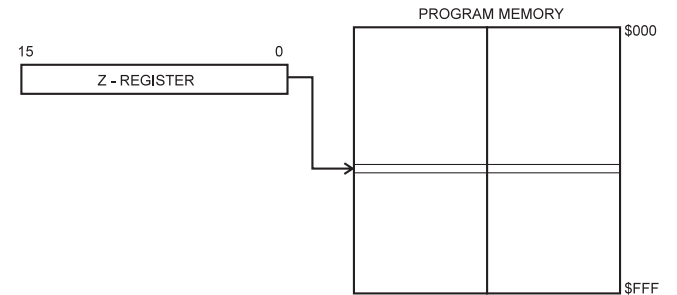 PROGRAM MEMORY
$000
15 0
Z - REGISTER
$FFF